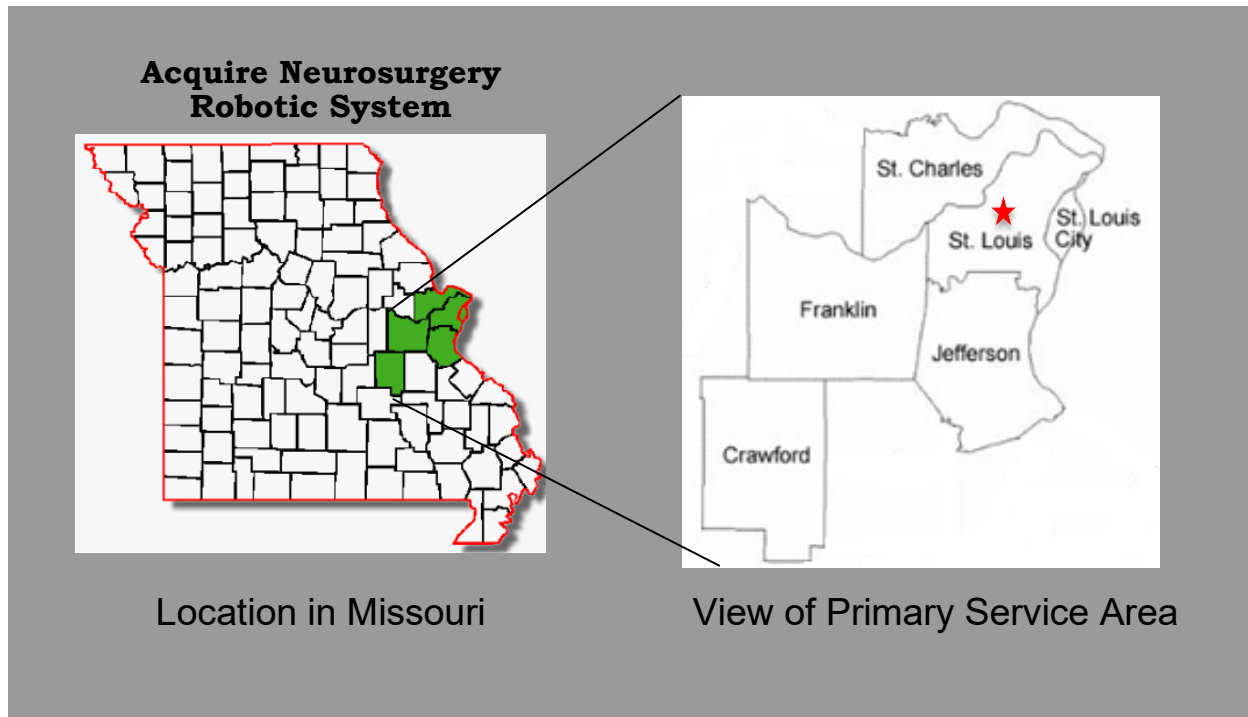 Acquire Neurosurgery
Robotic System
St. Charles
St. Louis
City
St. Louis
Franklin
Jefferson
Crawford
Location in Missouri
View of Primary Service Area